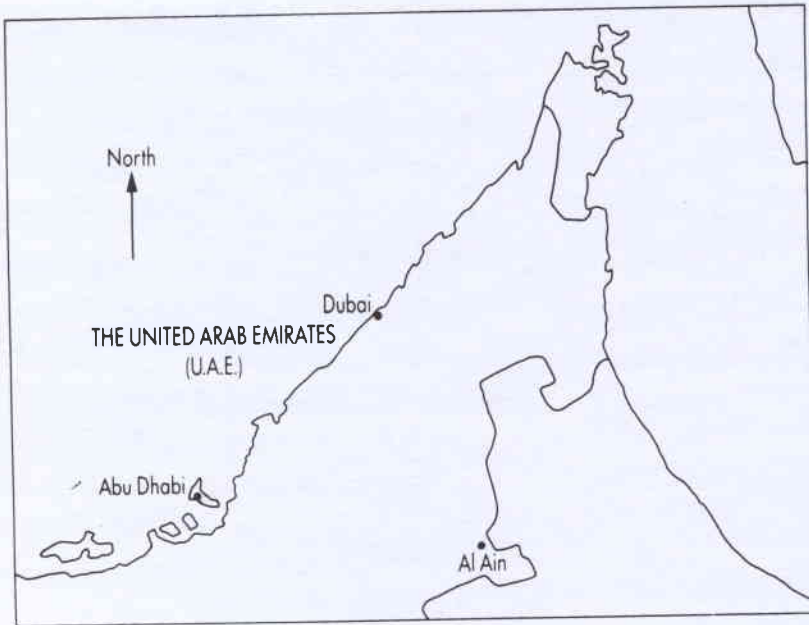 North
Dubai
THE UNITED ARAB EMIRATES
(U.A.E.)
Abu Dhabi
Al Ain